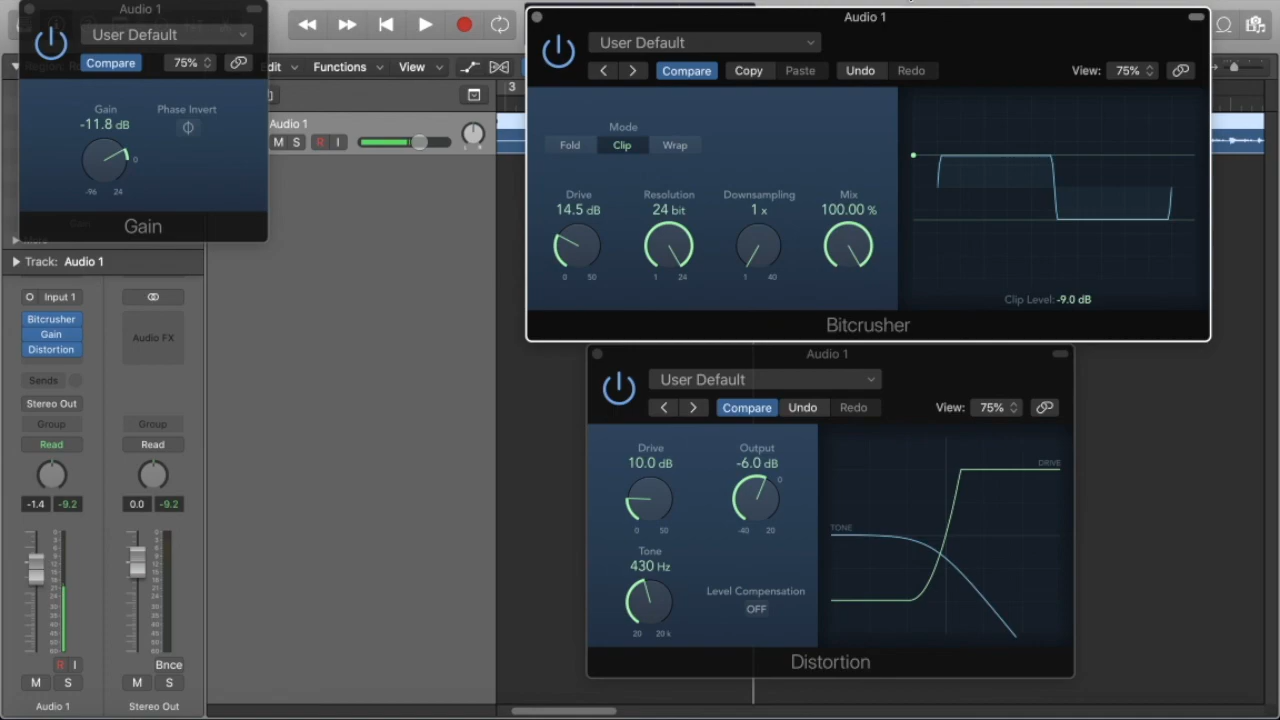 Audio 1
User Default
Compare
75%
Gain
-11.8 dB
Phase Invert
0
-96 24
Gain
Edit Functions View
3
Audio 1
M S R I
L R
Track: Audio 1
Input 1
Bitcrusher
Gain
Distortion
Audio FX
Sends
Stereo Out
Group
Group
Read
Read
-1.4 -9.2
0.0 -9.2
R I
Bnce
M S
M S
Audio 1
Stereo Out
Audio 1
User Default
Compare Copy Paste Undo Redo
View: 75%
Mode
Fold Clip Wrap
Drive Resolution Downsampling Mix
14.5 dB 24 bit 1 x 100.00 %
0 50 1 24 1 40
Clip Level: -9.0 dB
Bitcrusher
Audio 1
User Default
Compare Undo Redo
View: 75%
Drive Output
10.0 dB -6.0 dB
0
0 50 -40 20
Tone
430 Hz
20 20 k
Level Compensation
OFF
DRIVE
TONE
Distortion